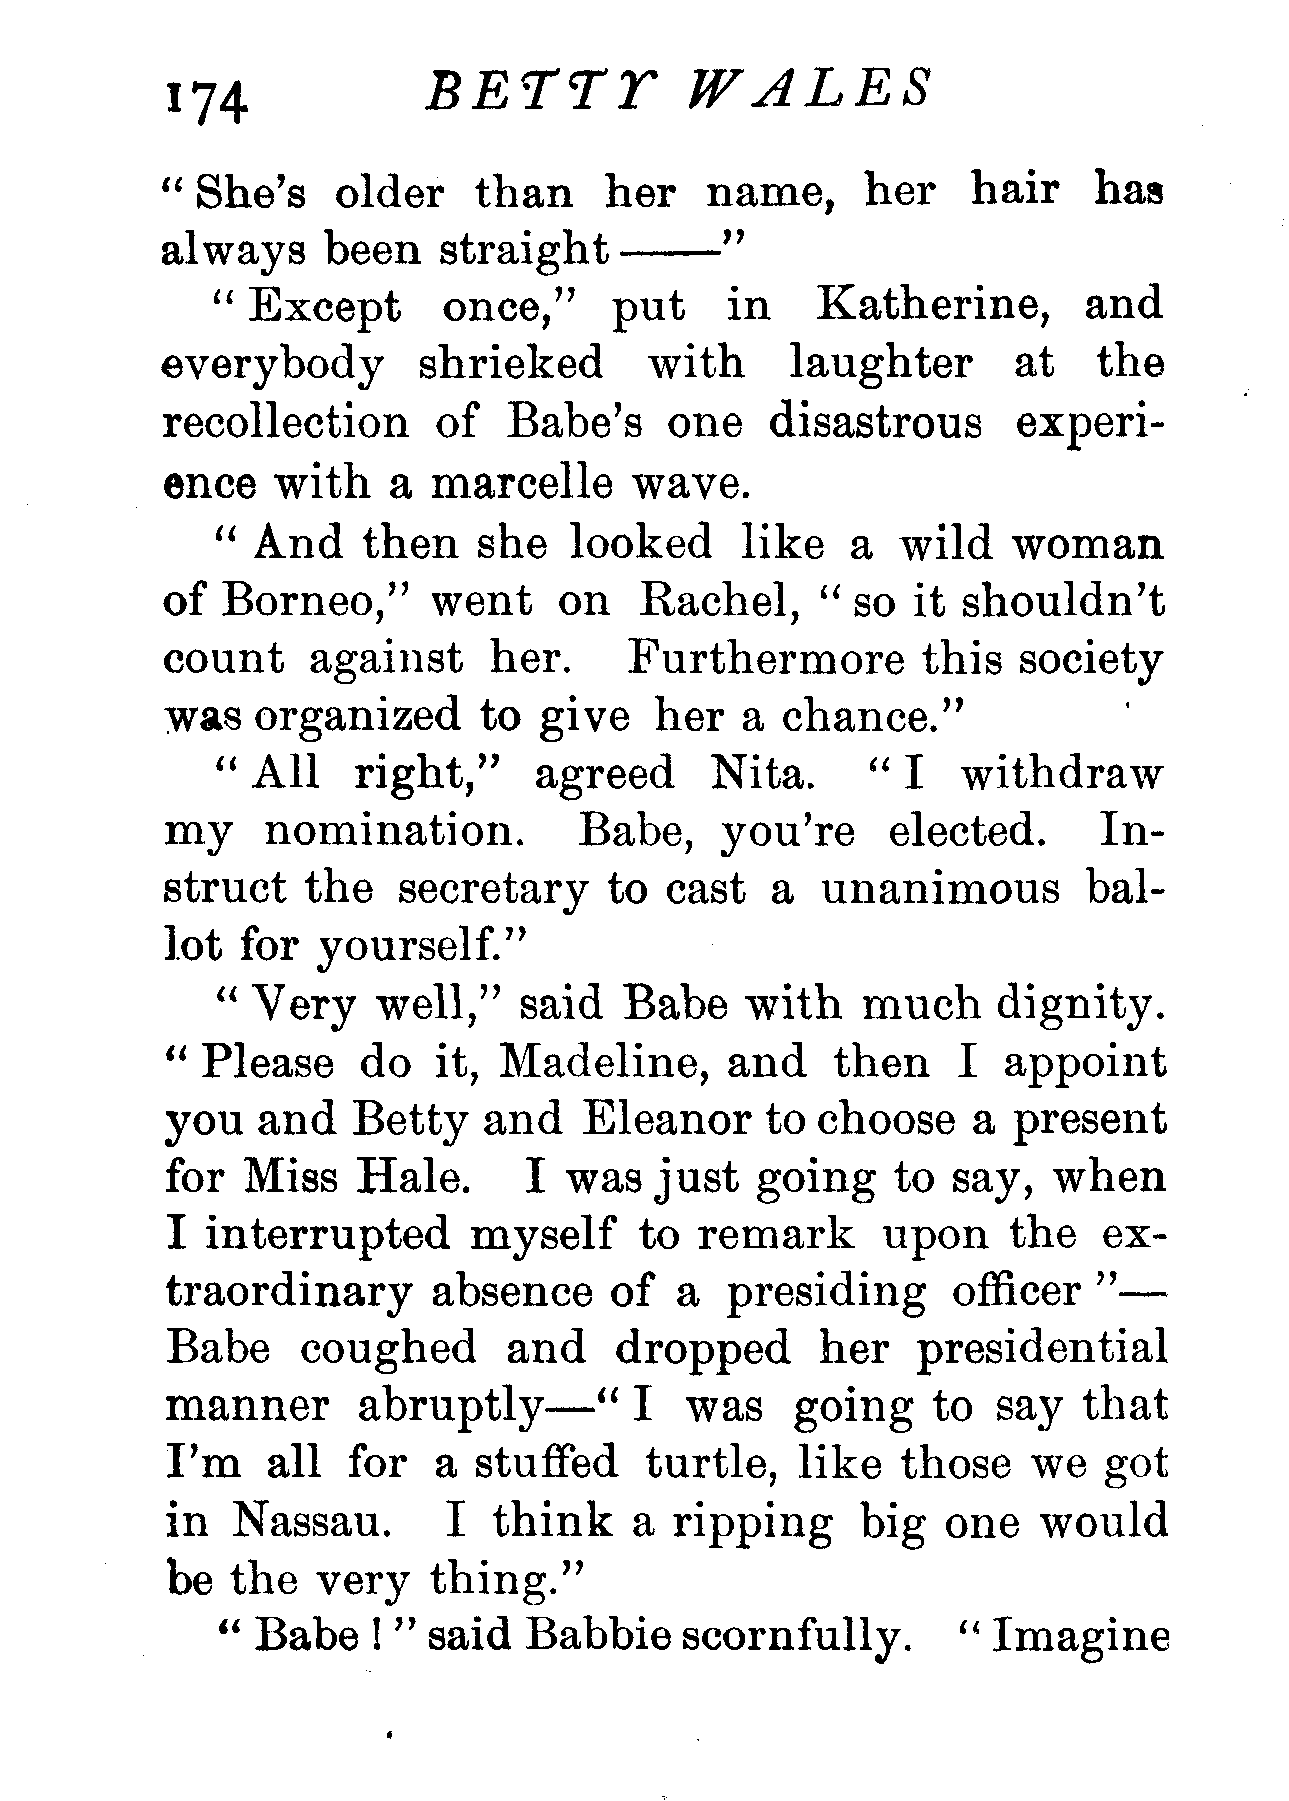 174 BETTY WALES
“ She’s older than her name, her hair has
always been straight——”
“ Except once,” put in Katherine, and
everybody shrieked with laughter at the
recollection of Babe’s one disastrous experi-
ence with a marcelle wave.
“ And then she looked like a wild woman
of Borneo,” went on Rachel, “ so it shouldn’t
count against her. Furthermore this society
was organized to give her a chance.”
“ All right,” agreed Nita. “ I withdraw
my nomination. Babe, you’re elected. In-
struct the secretary to cast a unanimous bal-
lot for yourself.”
“ Very well,” said Babe with much dignity.
“ Please do it, Madeline, and then I appoint
you and Betty and Eleanor to choose a present
for Miss Hale. I was just going to say, when
I interrupted myself to remark upon the ex-
traordinary absence of a presiding officer ”—
Babe coughed and dropped her presidential
manner abruptly—“ I was going to say that
I’m all for a stuffed turtle, like those we got
in Nassau. I think a ripping big one would
be the very thing.”
“ Babe ! ” said Babbie scornfully. “ Imagine